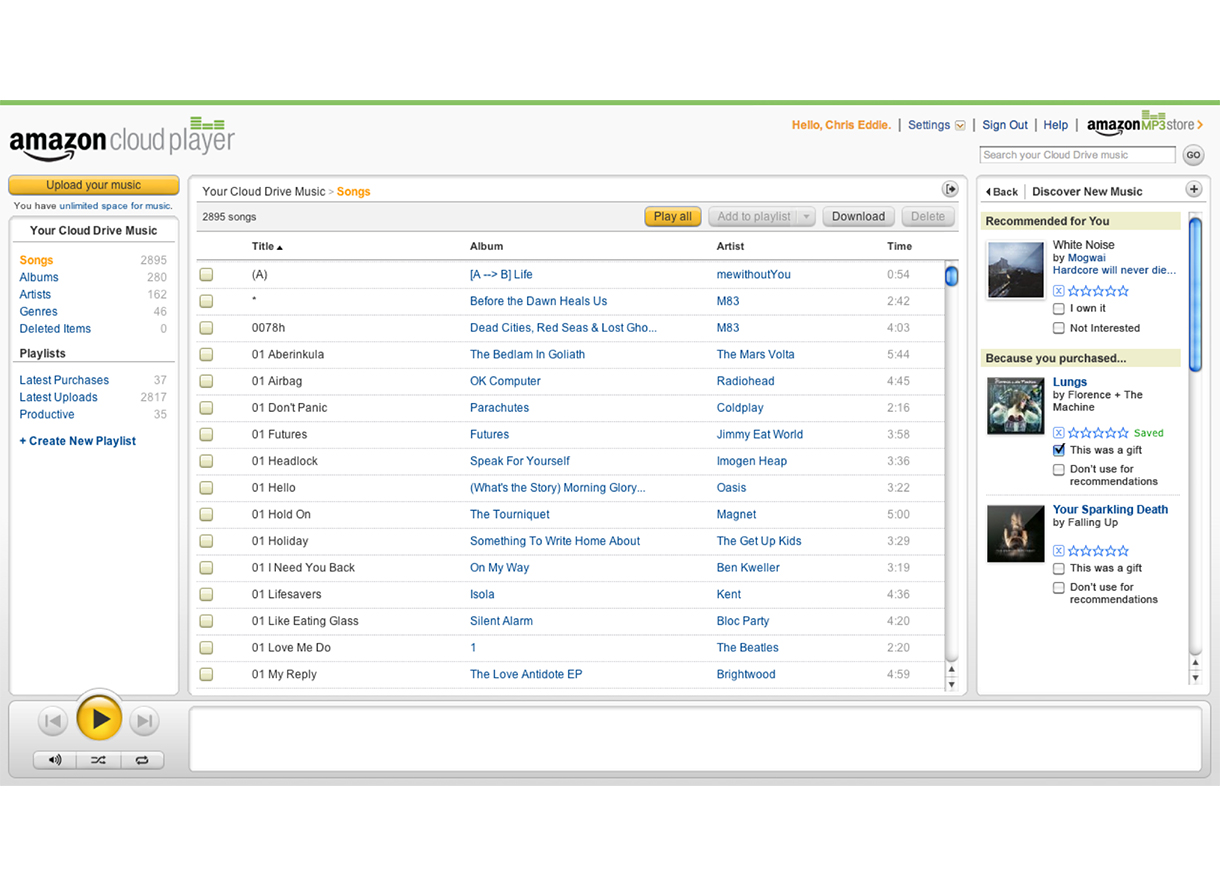 amazon cloud player
Hello, Chris Eddie. | Settings | Sign Out | Help | amazon MP3 store >
Search your Cloud Drive music GO
Upload your music
You have unlimited space for music.
Your Cloud Drive Music
Songs 2895
Albums 280
Artists 162
Genres 46
Deleted Items 0
Playlists
Latest Purchases 37
Latest Uploads 2817
Productive 35
+ Create New Playlist
Your Cloud Drive Music > Songs
2895 songs Play all Add to playlist Download Delete
Title Album Artist Time
(A) [A --> B] Life mewithoutYou 0:54
* Before the Dawn Heals Us M83 2:42
0078h Dead Cities, Red Seas & Lost Gho... M83 4:03
01 Aberinkula The Bedlam In Goliath The Mars Volta 5:44
01 Airbag OK Computer Radiohead 4:45
01 Don't Panic Parachutes Coldplay 2:16
01 Futures Futures Jimmy Eat World 3:58
01 Headlock Speak For Yourself Imogen Heap 3:36
01 Hello (What's the Story) Morning Glory... Oasis 3:22
01 Hold On The Tourniquet Magnet 5:00
01 Holiday Something To Write Home About The Get Up Kids 3:29
01 I Need You Back On My Way Ben Kweller 3:19
01 Lifesavers Isola Kent 4:36
01 Like Eating Glass Silent Alarm Bloc Party 4:20
01 Love Me Do 1 The Beatles 2:20
01 My Reply The Love Antidote EP Brightwood 4:59
Back Discover New Music
Recommended for You
White Noise
by Mogwai
Hardcore will never die...
I own it
Not Interested
Because you purchased...
Lungs
by Florence + The
Machine
Saved
This was a gift
Don't use for
recommendations
Your Sparkling Death
by Falling Up
This was a gift
Don't use for
recommendations